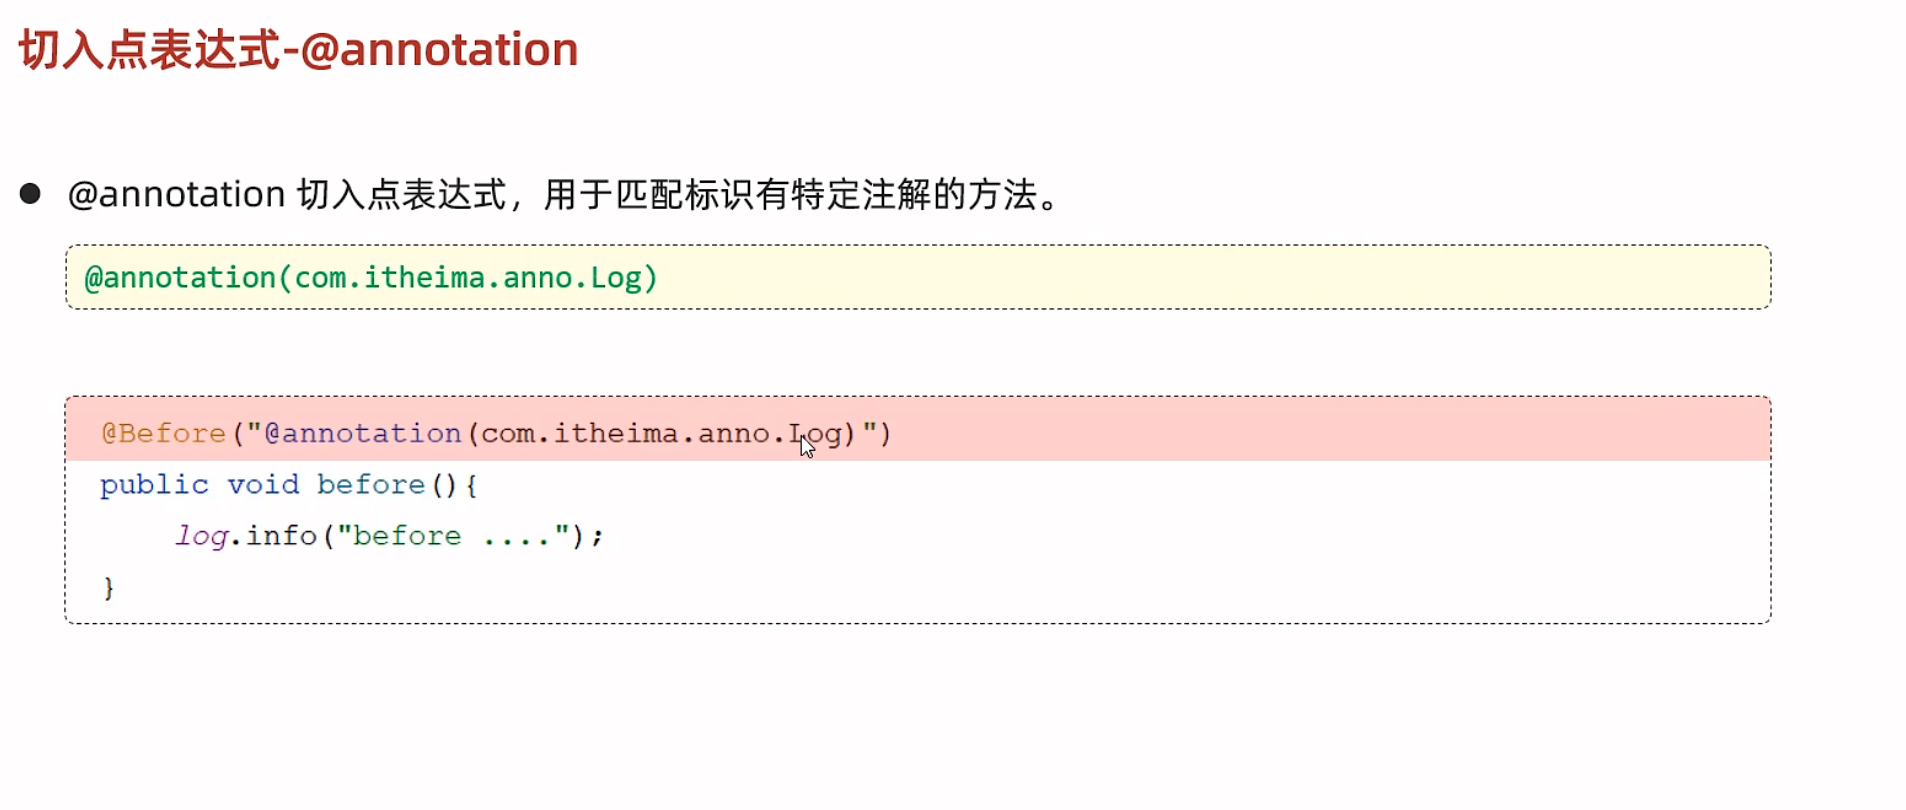 切入点表达式-@annotation
● @annotation 切入点表达式，用于匹配标识有特定注解的方法。
@annotation(com.itheima.anno.Log)
@Before("@annotation(com.itheima.anno.Log)")
public void before(){
    log.info("before ....");
}